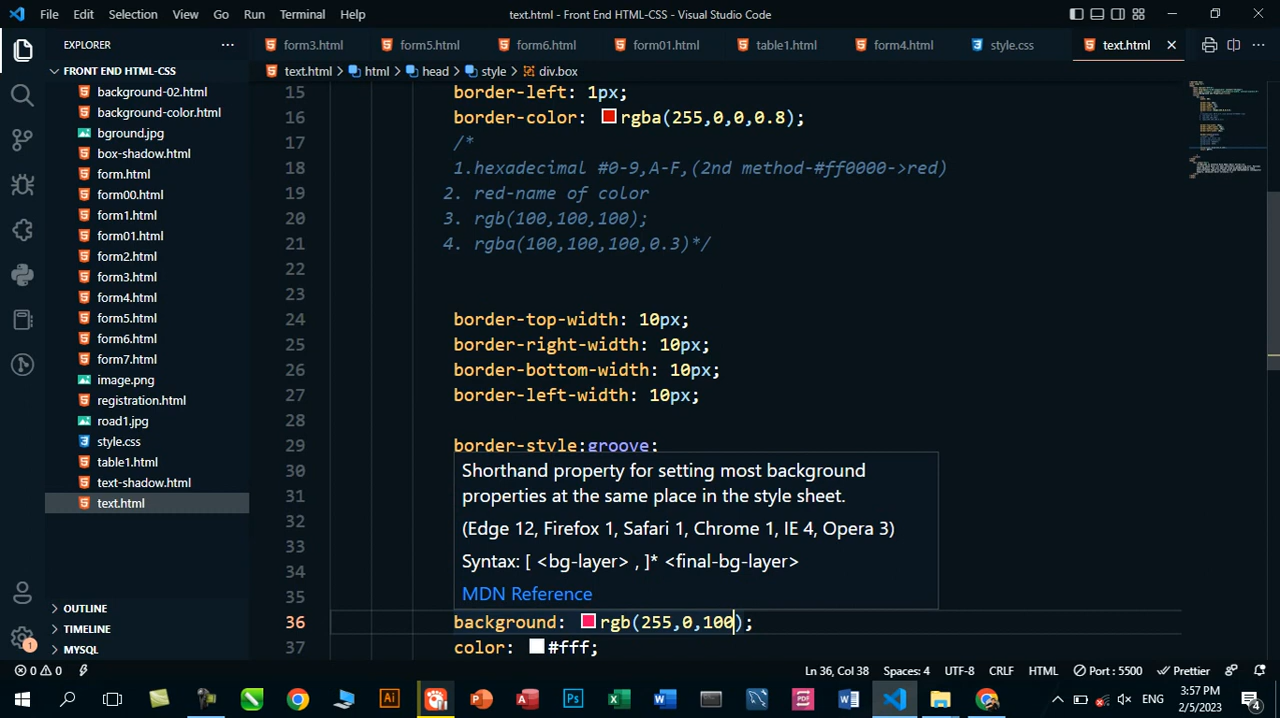 File Edit Selection View Go Run Terminal Help
text.html - Front End HTML-CSS - Visual Studio Code
EXPLORER
form3.html form5.html form6.html form01.html table1.html form4.html style.css text.html
FRONT END HTML-CSS
text.html > html > head > style > div.box
background-02.html
background-color.html
bground.jpg
box-shadow.html
form.html
form00.html
form1.html
form01.html
form2.html
form3.html
form4.html
form5.html
form6.html
form7.html
image.png
registration.html
road1.jpg
style.css
table1.html
text-shadow.html
text.html
OUTLINE
TIMELINE
MYSQL
15 border-left: 1px;
16 border-color: rgba(255,0,0,0.8);
17 /*
18 1.hexadecimal #0-9,A-F,(2nd method-#ff0000->red)
19 2. red-name of color
20 3. rgb(100,100,100);
21 4. rgba(100,100,100,0.3)*/
22
23
24 border-top-width: 10px;
25 border-right-width: 10px;
26 border-bottom-width: 10px;
27 border-left-width: 10px;
28
29 border-style:groove;
30
31
32
33
34
35
Shorthand property for setting most background
properties at the same place in the style sheet.
(Edge 12, Firefox 1, Safari 1, Chrome 1, IE 4, Opera 3)
Syntax: [ <bg-layer> , ]* <final-bg-layer>
MDN Reference
36 background: rgb(255,0,100);
37 color: #fff;
0 0 Ln 36, Col 38 Spaces: 4 UTF-8 CRLF HTML Port : 5500 Prettier
ENG
3:57 PM
2/5/2023
4